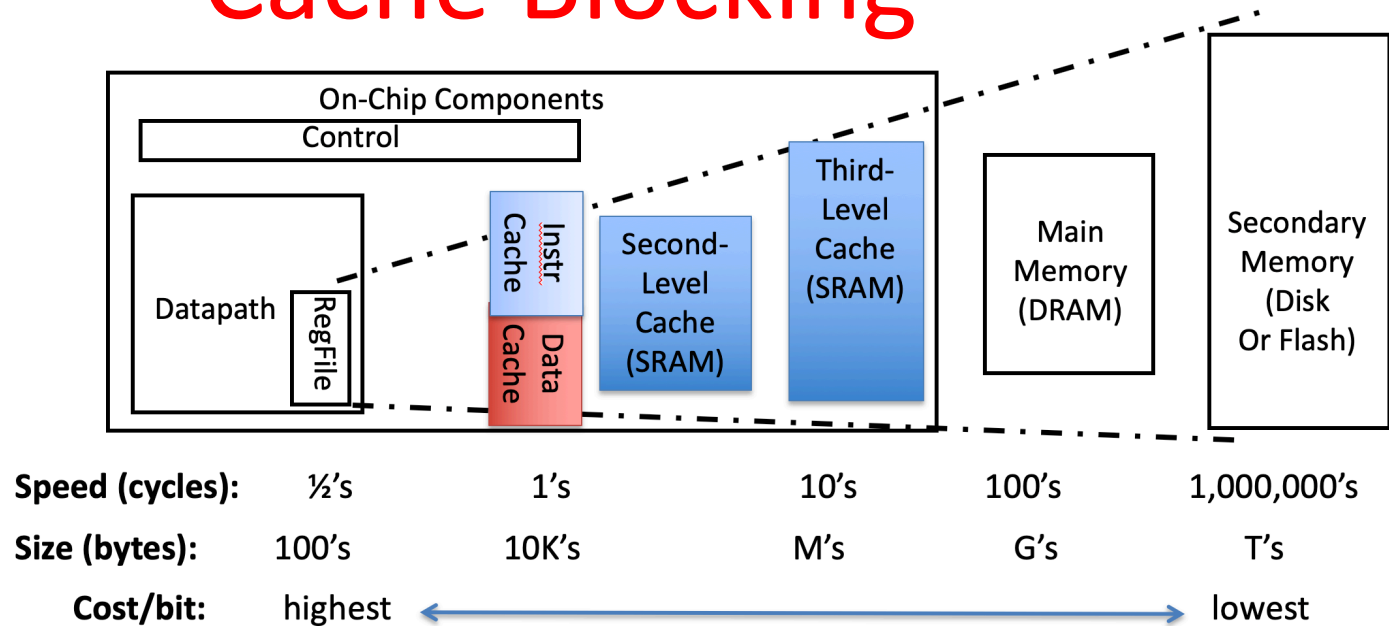 Cache Blocking
On-Chip Components
Control
Datapath
RegFile
Instr
Cache
Data
Cache
Second-
Level
Cache
(SRAM)
Third-
Level
Cache
(SRAM)
Main
Memory
(DRAM)
Secondary
Memory
(Disk
Or Flash)
Speed (cycles): ½’s 1’s 10’s 100’s 1,000,000’s
Size (bytes): 100’s 10K’s M’s G’s T’s
Cost/bit: highest lowest